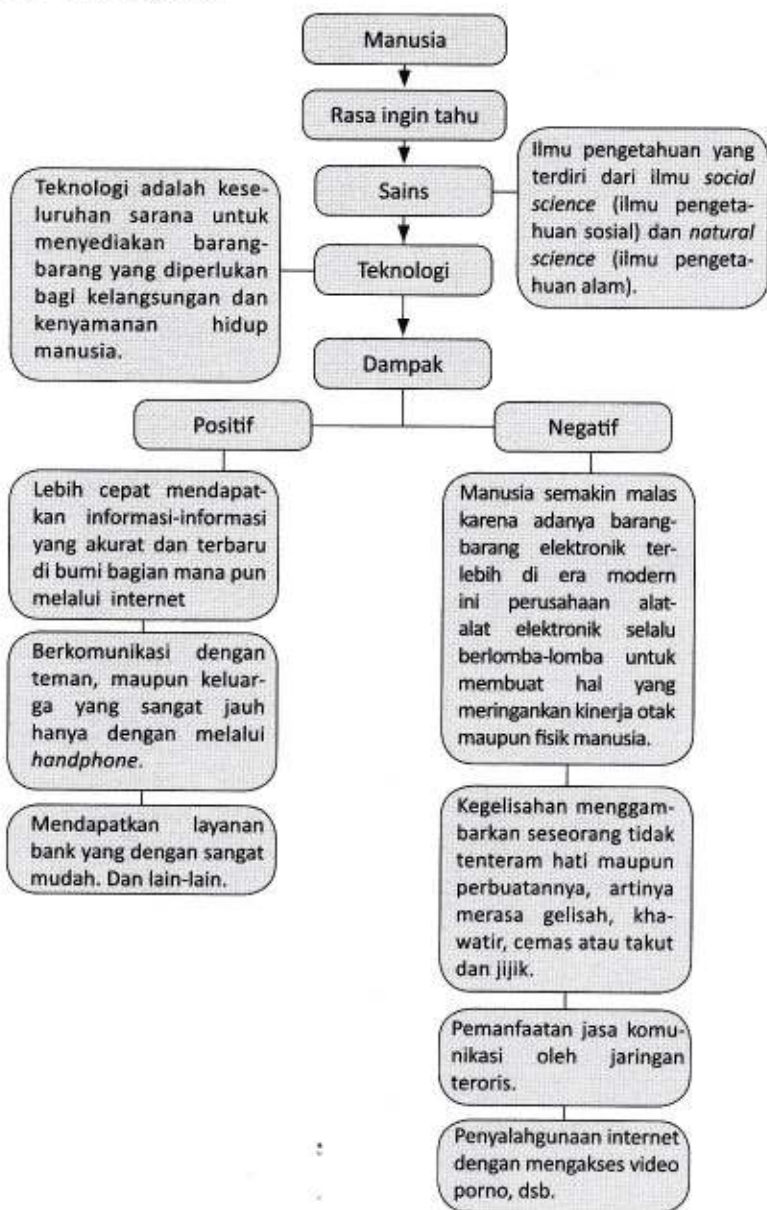 Manusia
Rasa ingin tahu
Sains
Ilmu pengetahuan yang
terdiri dari ilmu social
science (ilmu pengeta-
huan sosial) dan natural
science (ilmu pengeta-
huan alam).
Teknologi adalah kese-
luruhan sarana untuk
menyediakan barang-
barang yang diperlukan
bagi kelangsungan dan
kenyamanan hidup
manusia.
Teknologi
Dampak
Positif
Negatif
Lebih cepat mendapat-
kan informasi-informasi
yang akurat dan terbaru
di bumi bagian mana pun
melalui internet
Berkomunikasi dengan
teman, maupun keluar-
ga yang sangat jauh
hanya dengan melalui
handphone.
Mendapatkan layanan
bank yang dengan sangat
mudah. Dan lain-lain.
Manusia semakin malas
karena adanya barang-
barang elektronik ter-
lebih di era modern
ini perusahaan alat-
alat elektronik selalu
berlomba-lomba untuk
membuat hal yang
meringankan kinerja otak
maupun fisik manusia.
Kegelisahan menggam-
barkan seseorang tidak
tenteram hati maupun
perbuatannya, artinya
merasa gelisah, kha-
watir, cemas atau takut
dan jijik.
Pemanfaatan jasa komu-
nikasi oleh jaringan
teroris.
Penyalahgunaan internet
dengan mengakses video
porno, dsb.